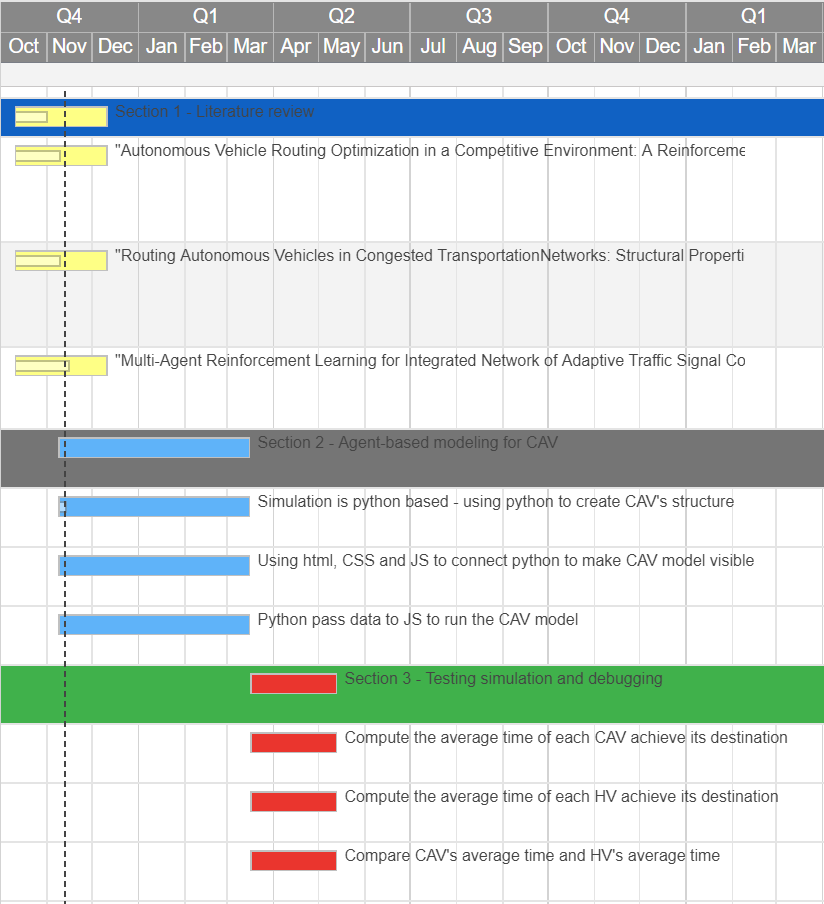 Q4 Q1 Q2 Q3 Q4 Q1
Oct Nov Dec Jan Feb Mar Apr May Jun Jul Aug Sep Oct Nov Dec Jan Feb Mar
Section 1 - Literature review
"Autonomous Vehicle Routing Optimization in a Competitive Environment: A Reinforceme
"Routing Autonomous Vehicles in Congested TransportationNetworks: Structural Properti
"Multi-Agent Reinforcement Learning for Integrated Network of Adaptive Traffic Signal Co
Section 2 - Agent-based modeling for CAV
Simulation is python based - using python to create CAV's structure
Using html, CSS and JS to connect python to make CAV model visible
Python pass data to JS to run the CAV model
Section 3 - Testing simulation and debugging
Compute the average time of each CAV achieve its destination
Compute the average time of each HV achieve its destination
Compare CAV's average time and HV's average time